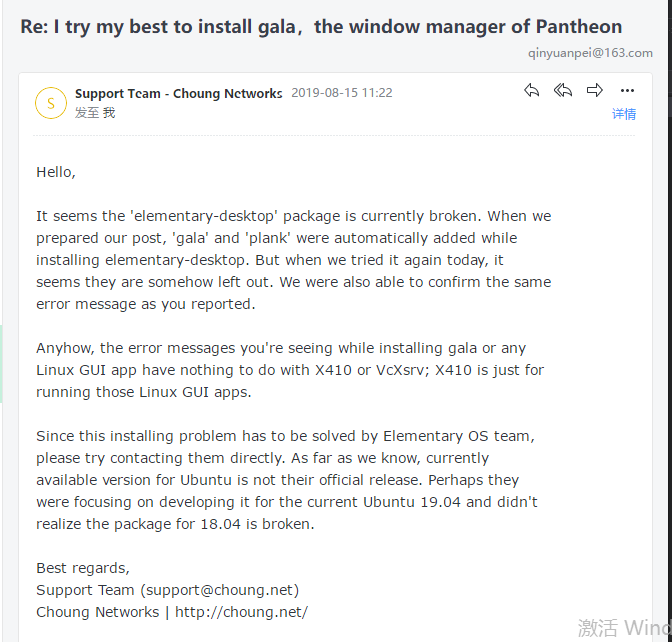 Re: I try my best to install gala，the window manager of Pantheon
qinyuanpei@163.com
S
Support Team - Choung Networks 2019-08-15 11:22
发至 我
详情
Hello,
It seems the 'elementary-desktop' package is currently broken. When we
prepared our post, 'gala' and 'plank' were automatically added while
installing elementary-desktop. But when we tried it again today, it
seems they are somehow left out. We were also able to confirm the same
error message as you reported.
Anyhow, the error messages you're seeing while installing gala or any
Linux GUI app have nothing to do with X410 or VcXsrv; X410 is just for
running those Linux GUI apps.
Since this installing problem has to be solved by Elementary OS team,
please try contacting them directly. As far as we know, currently
available version for Ubuntu is not their official release. Perhaps they
were focusing on developing it for the current Ubuntu 19.04 and didn't
realize the package for 18.04 is broken.
Best regards,
Support Team (support@choung.net)
Choung Networks | http://choung.net/
激活